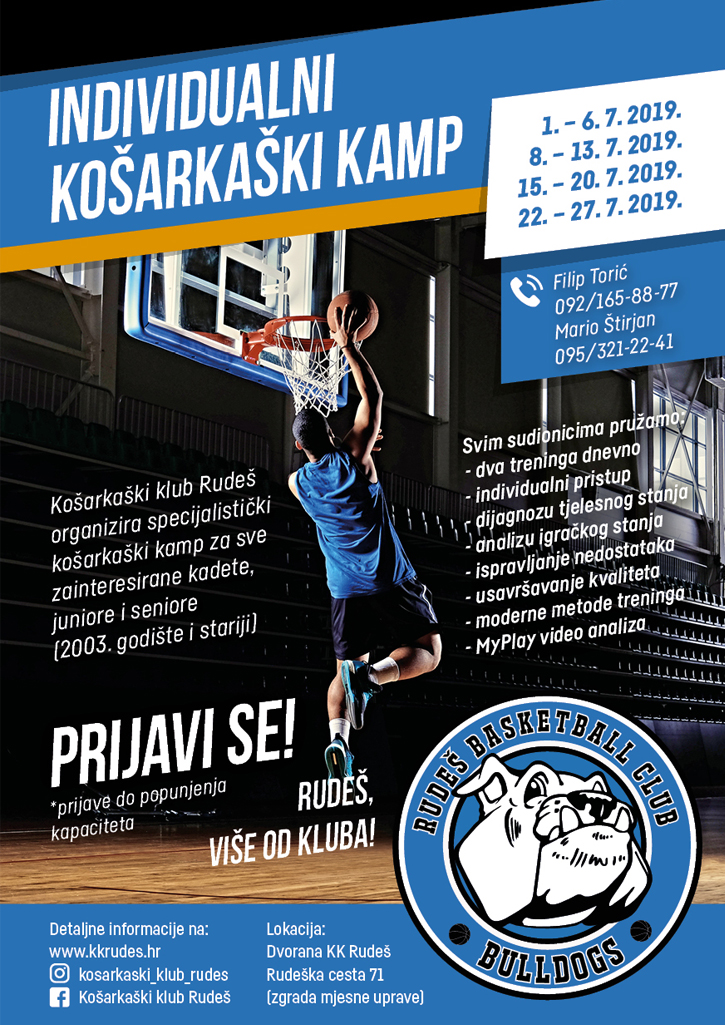 INDIVIDUALNI
KOŠARKAŠKI KAMP
1. – 6. 7. 2019.
8. – 13. 7. 2019.
15. – 20. 7. 2019.
22. – 27. 7. 2019.
Filip Torić
092/165-88-77
Mario Štirjan
095/321-22-41
Svim sudionicima pružamo:
- dva treninga dnevno
- individualni pristup
- dijagnozu tjelesnog stanja
- analizu igračkog stanja
- ispravljanje nedostataka
- usavršavanje kvaliteta
- moderne metode treninga
- MyPlay video analiza
Košarkaški klub Rudeš
organizira specijalistički
košarkaški kamp za sve
zainteresirane kadete,
juniore i seniore
(2003. godište i stariji)
PRIJAVI SE!
*prijave do popunjenja
kapaciteta
RUDEŠ,
VIŠE OD KLUBA!
RUDEŠ BASKETBALL CLUB
BULLDOGS
Detaljne informacije na:
www.kkrudes.hr
kosarkaski_klub_rudes
Košarkaški klub Rudeš
Lokacija:
Dvorana KK Rudeš
Rudeška cesta 71
(zgrada mjesne uprave)